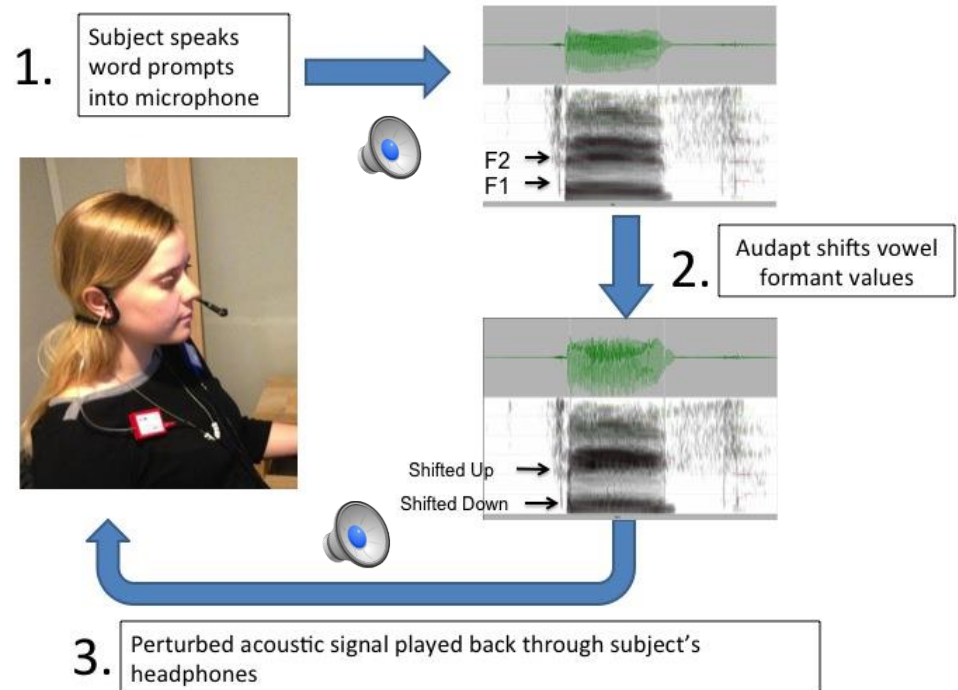 1.
Subject speaks
word prompts
into microphone
F2
F1
2.
Audapt shifts vowel
formant values
Shifted Up
Shifted Down
3.
Perturbed acoustic signal played back through subject's
headphones